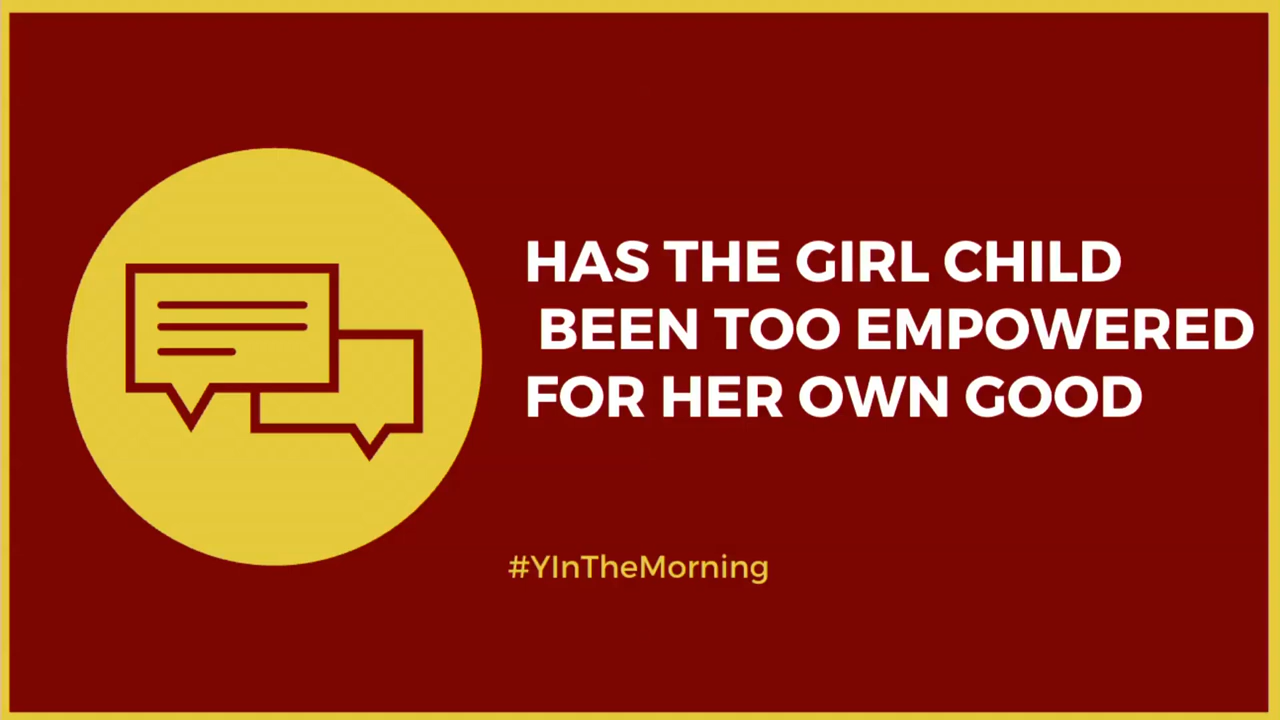 HAS THE GIRL CHILD
BEEN TOO EMPOWERED
FOR HER OWN GOOD
#YInTheMorning